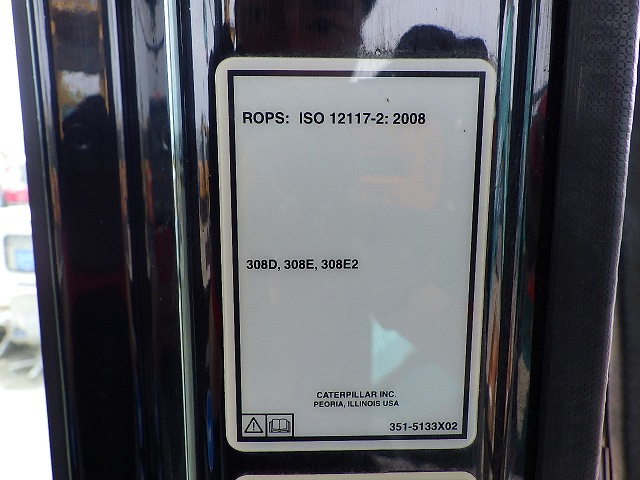 ROPS: ISO 12117-2: 2008
308D, 308E, 308E2
CATERPILLAR INC.
PEORIA, ILLINOIS USA
351-5133X02